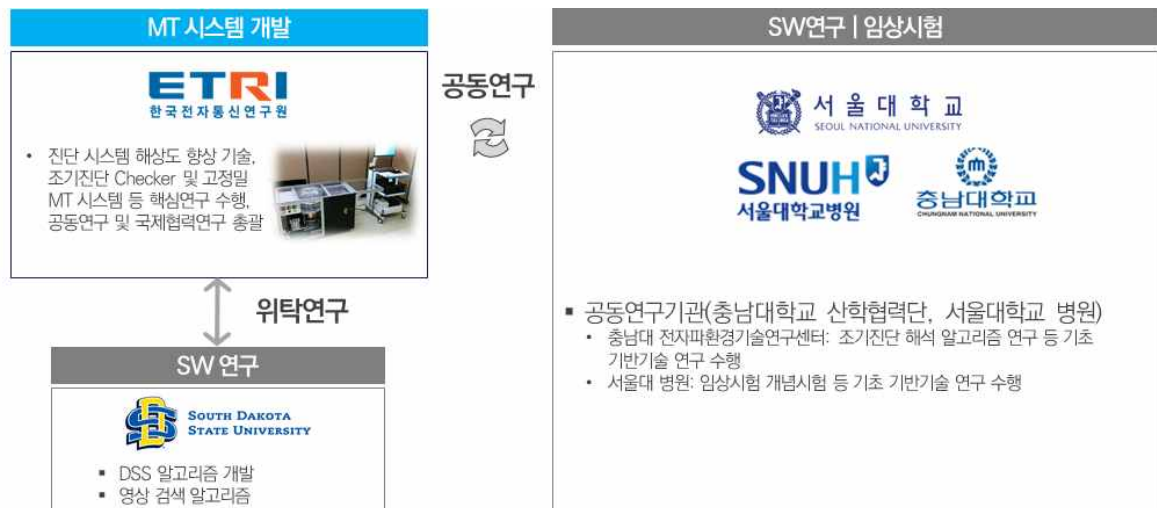 MT 시스템 개발
ETRI
한국전자통신연구원
• 진단 시스템 해상도 향상 기술,
조기진단 Checker 및 고정밀
MT 시스템 등 핵심연구 수행,
공동연구 및 국제협력연구 총괄
공동연구
위탁연구
SW 연구
SOUTH DAKOTA
STATE UNIVERSITY
▪ DSS 알고리즘 개발
▪ 영상 검색 알고리즘
SW연구 | 임상시험
서울대학교
SEOUL NATIONAL UNIVERSITY
SNUH
서울대학교병원
충남대학교
CHUNGNAM NATIONAL UNIVERSITY
▪ 공동연구기관(충남대학교 산학협력단, 서울대학교 병원)
• 충남대 전자파환경기술연구센터: 조기진단 해석 알고리즘 연구 등 기초
기반기술 연구 수행
• 서울대 병원: 임상시험 개념시험 등 기초 기반기술 연구 수행